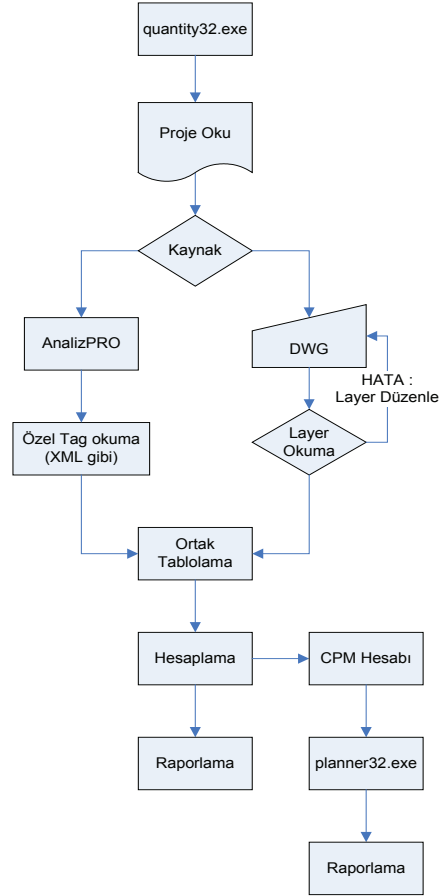 quantity32.exe
Proje Oku
Kaynak
AnalizPRO
DWG
HATA :
Layer Düzenle
Özel Tag okuma
(XML gibi)
Layer
Okuma
Ortak
Tablolama
Hesaplama
CPM Hesabı
Raporlama
planner32.exe
Raporlama